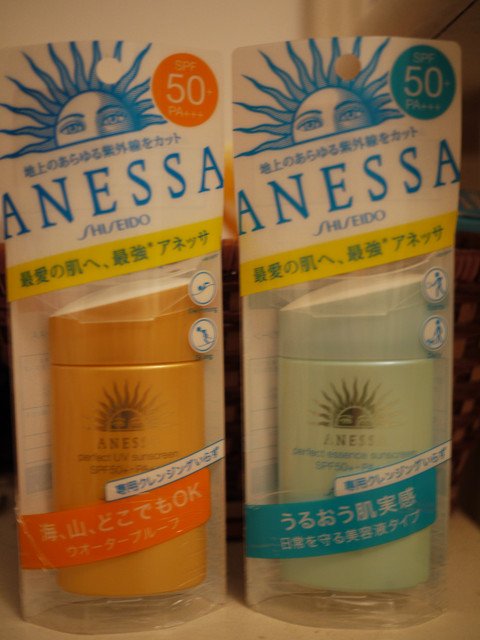 SPF
50+
PA+++
地上のあらゆる紫外線をカット
ANESSA
SHISEIDO
最愛の肌へ、最強* アネッサ
ANESSA
perfect UV sunscreen
SPF50+・PA
専用クレンジングいらず
海、山、どこでもOK
ウオータープルーフ
SPF
50+
PA+++
地上のあらゆる紫外線をカット
ANESSA
SHISEIDO
最愛の肌へ、最強* アネッサ
ANESS
perfect essence sunscreen
SPF50+・PA
専用クレンジングいらず
うるおう肌実感
日常を守る美容液タイプ